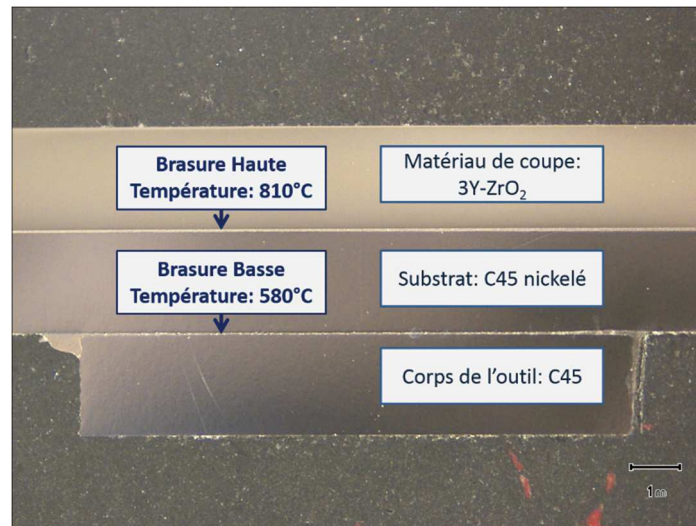 Brasure Haute
Température: 810°C
Matériau de coupe:
3Y-ZrO₂
Brasure Basse
Température: 580°C
Substrat: C45 nickelé
Corps de l'outil: C45
1